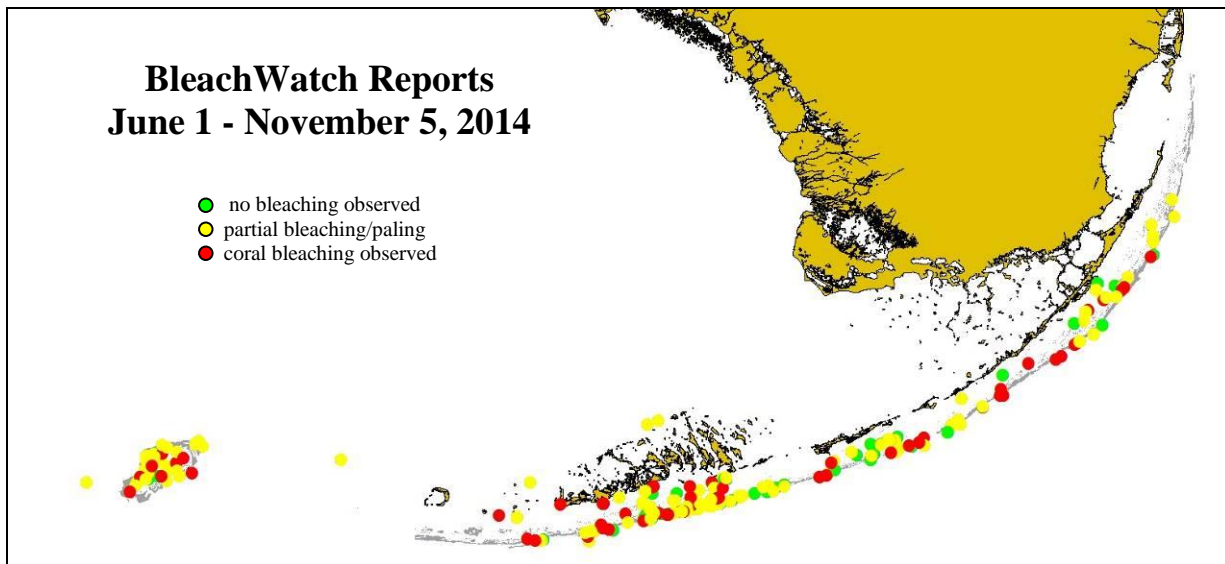 BleachWatch Reports
June 1 - November 5, 2014
no bleaching observed
partial bleaching/paling
coral bleaching observed